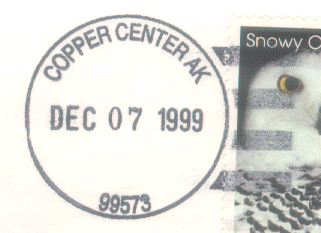 COPPER CENTER AK
Snowy O
DEC 07 1999
99573